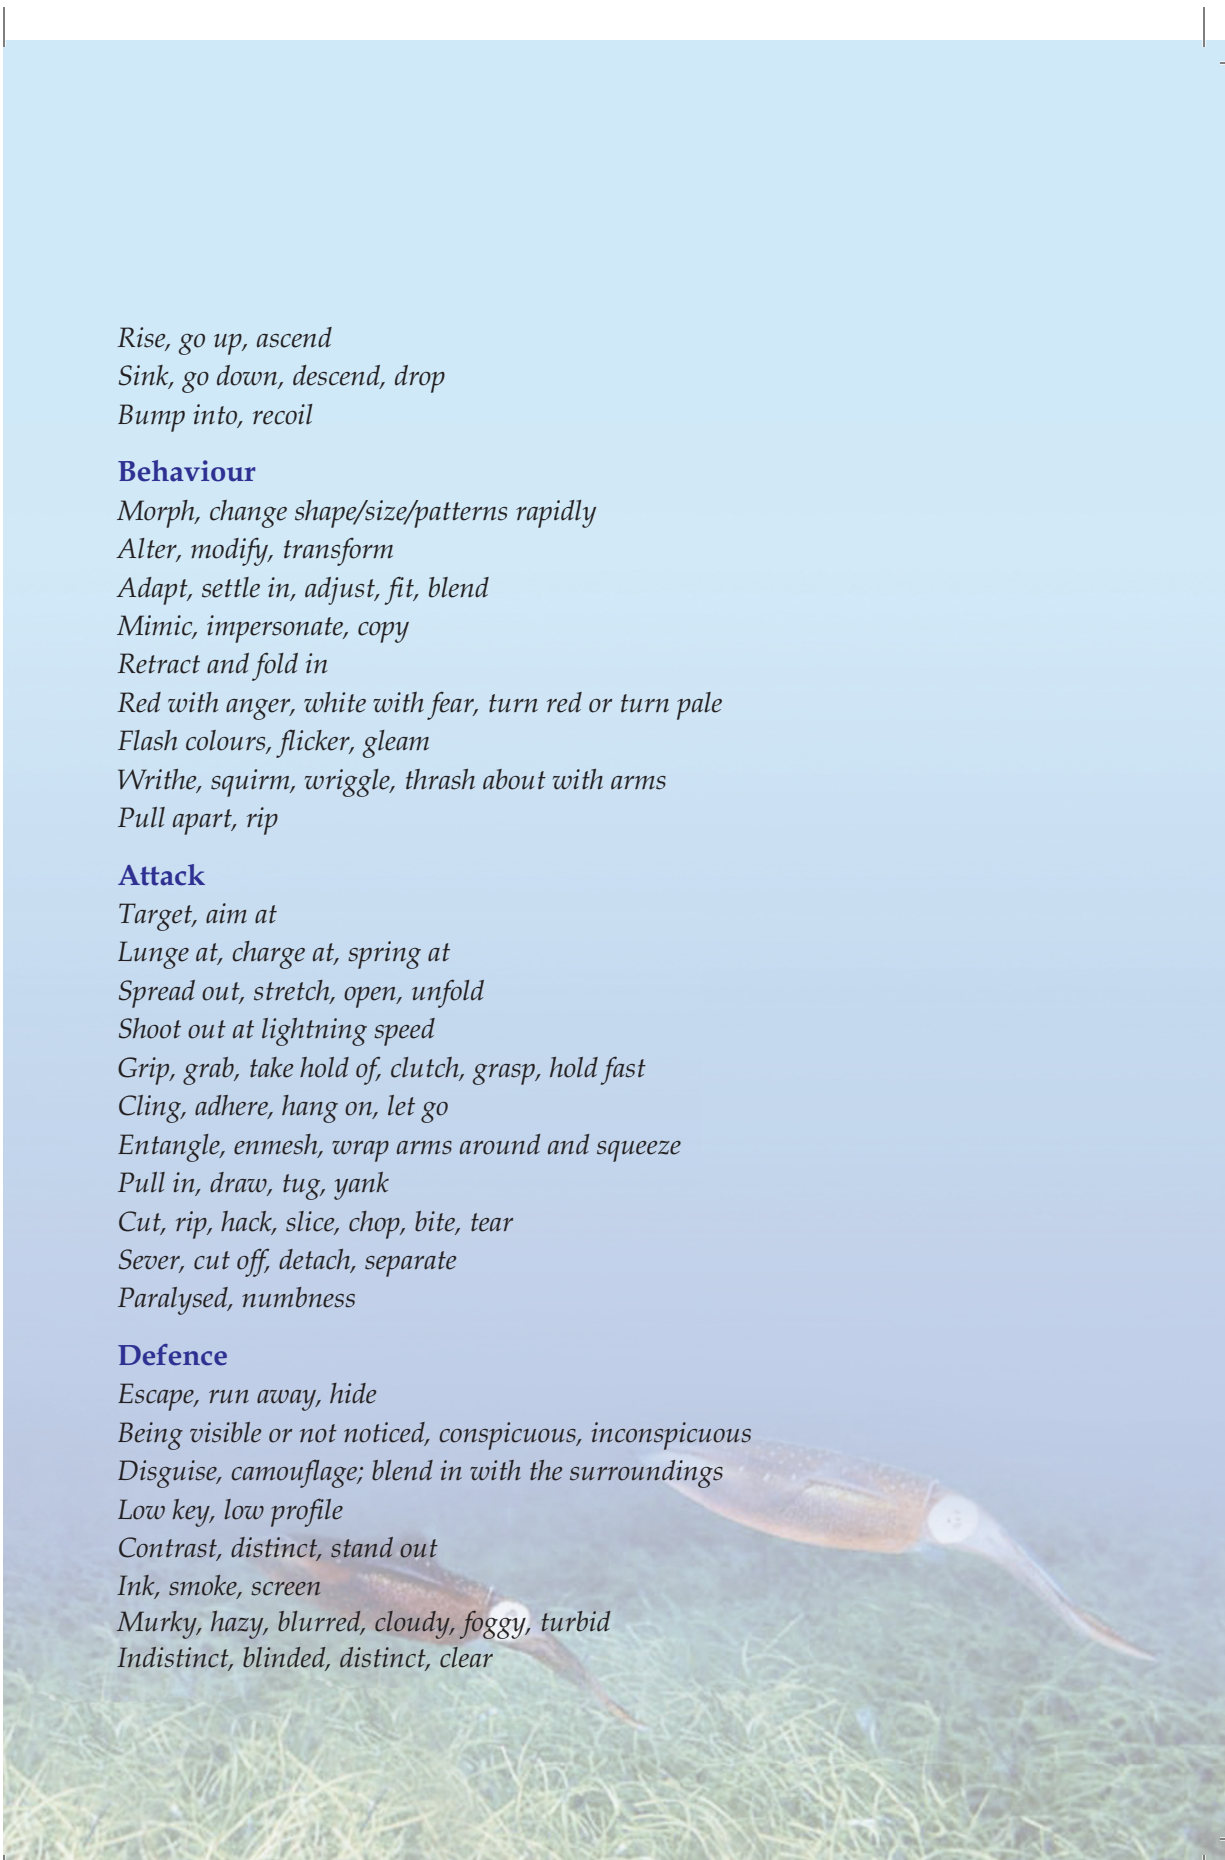 Rise, go up, ascend
Sink, go down, descend, drop
Bump into, recoil
Behaviour
Morph, change shape/size/patterns rapidly
Alter, modify, transform
Adapt, settle in, adjust, fit, blend
Mimic, impersonate, copy
Retract and fold in
Red with anger, white with fear, turn red or turn pale
Flash colours, flicker, gleam
Writhe, squirm, wriggle, thrash about with arms
Pull apart, rip
Attack
Target, aim at
Lunge at, charge at, spring at
Spread out, stretch, open, unfold
Shoot out at lightning speed
Grip, grab, take hold of, clutch, grasp, hold fast
Cling, adhere, hang on, let go
Entangle, enmesh, wrap arms around and squeeze
Pull in, draw, tug, yank
Cut, rip, hack, slice, chop, bite, tear
Sever, cut off, detach, separate
Paralysed, numbness
Defence
Escape, run away, hide
Being visible or not noticed, conspicuous, inconspicuous
Disguise, camouflage; blend in with the surroundings
Low key, low profile
Contrast, distinct, stand out
Ink, smoke, screen
Murky, hazy, blurred, cloudy, foggy, turbid
Indistinct, blinded, distinct, clear